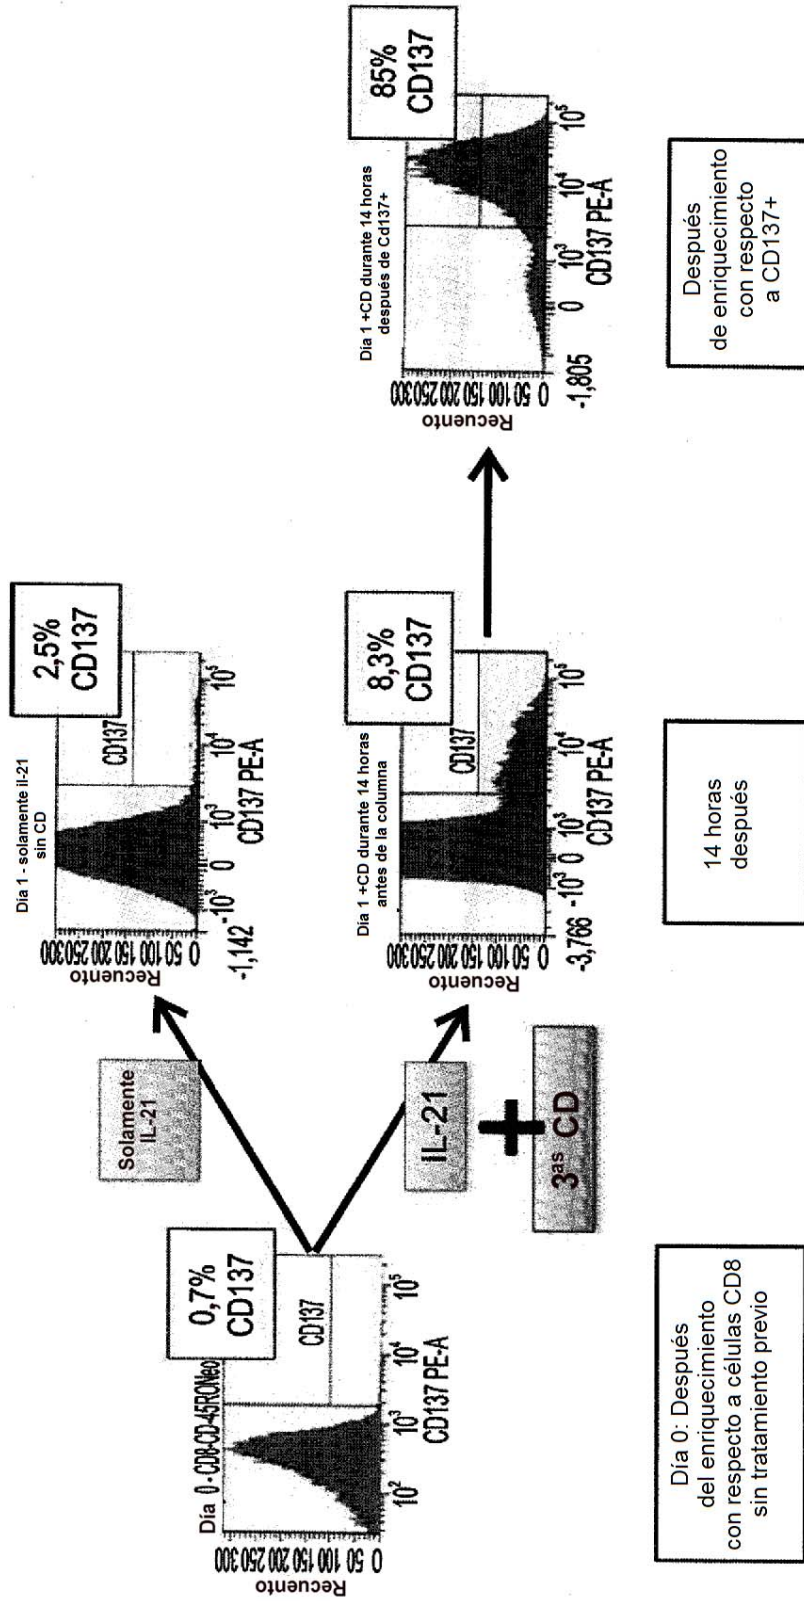 Día 0 - CD8-CD-45RONeo
0,7%
CD137
CD137
Recuento
300
250
200
150
100
50
0
10²
10³
10⁴
10⁵
CD137 PE-A
Solamente
IL-21
IL-21
+
3as CD
Día 1 - solamente il-21
sin CD
2,5%
CD137
CD137
Recuento
300
250
200
150
100
50
0
-1,142
-10³
0
10³
10⁴
10⁵
CD137 PE-A
Día 1 +CD durante 14 horas
antes de la columna
8,3%
CD137
CD137
Recuento
300
250
200
150
100
50
0
-3,766
-10³
0
10³
10⁴
10⁵
CD137 PE-A
Día 1 +CD durante 14 horas
después de Cd137+
85%
CD137
Recuento
300
250
200
150
100
50
0
-1,805
0
10³
10⁴
10⁵
CD137 PE-A
Día 0: Después
del enriquecimiento
con respecto a células CD8
sin tratamiento previo
14 horas
después
Después
de enriquecimiento
con respecto
a CD137+